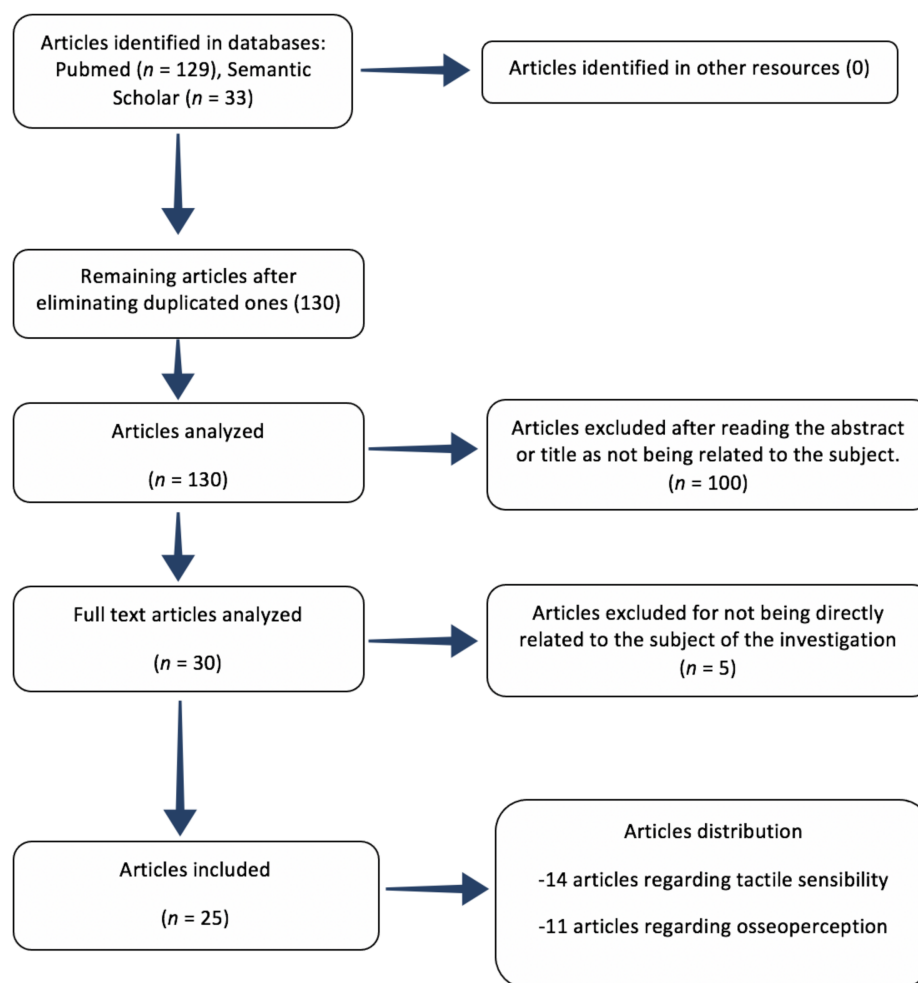 Articles identified in databases:
Pubmed (n = 129), Semantic
Scholar (n = 33)
Articles identified in other resources (0)
Remaining articles after
eliminating duplicated ones (130)
Articles analyzed
(n = 130)
Articles excluded after reading the abstract
or title as not being related to the subject.
(n = 100)
Full text articles analyzed
(n = 30)
Articles excluded for not being directly
related to the subject of the investigation
(n = 5)
Articles included
(n = 25)
Articles distribution
-14 articles regarding tactile sensibility
-11 articles regarding osseoperception